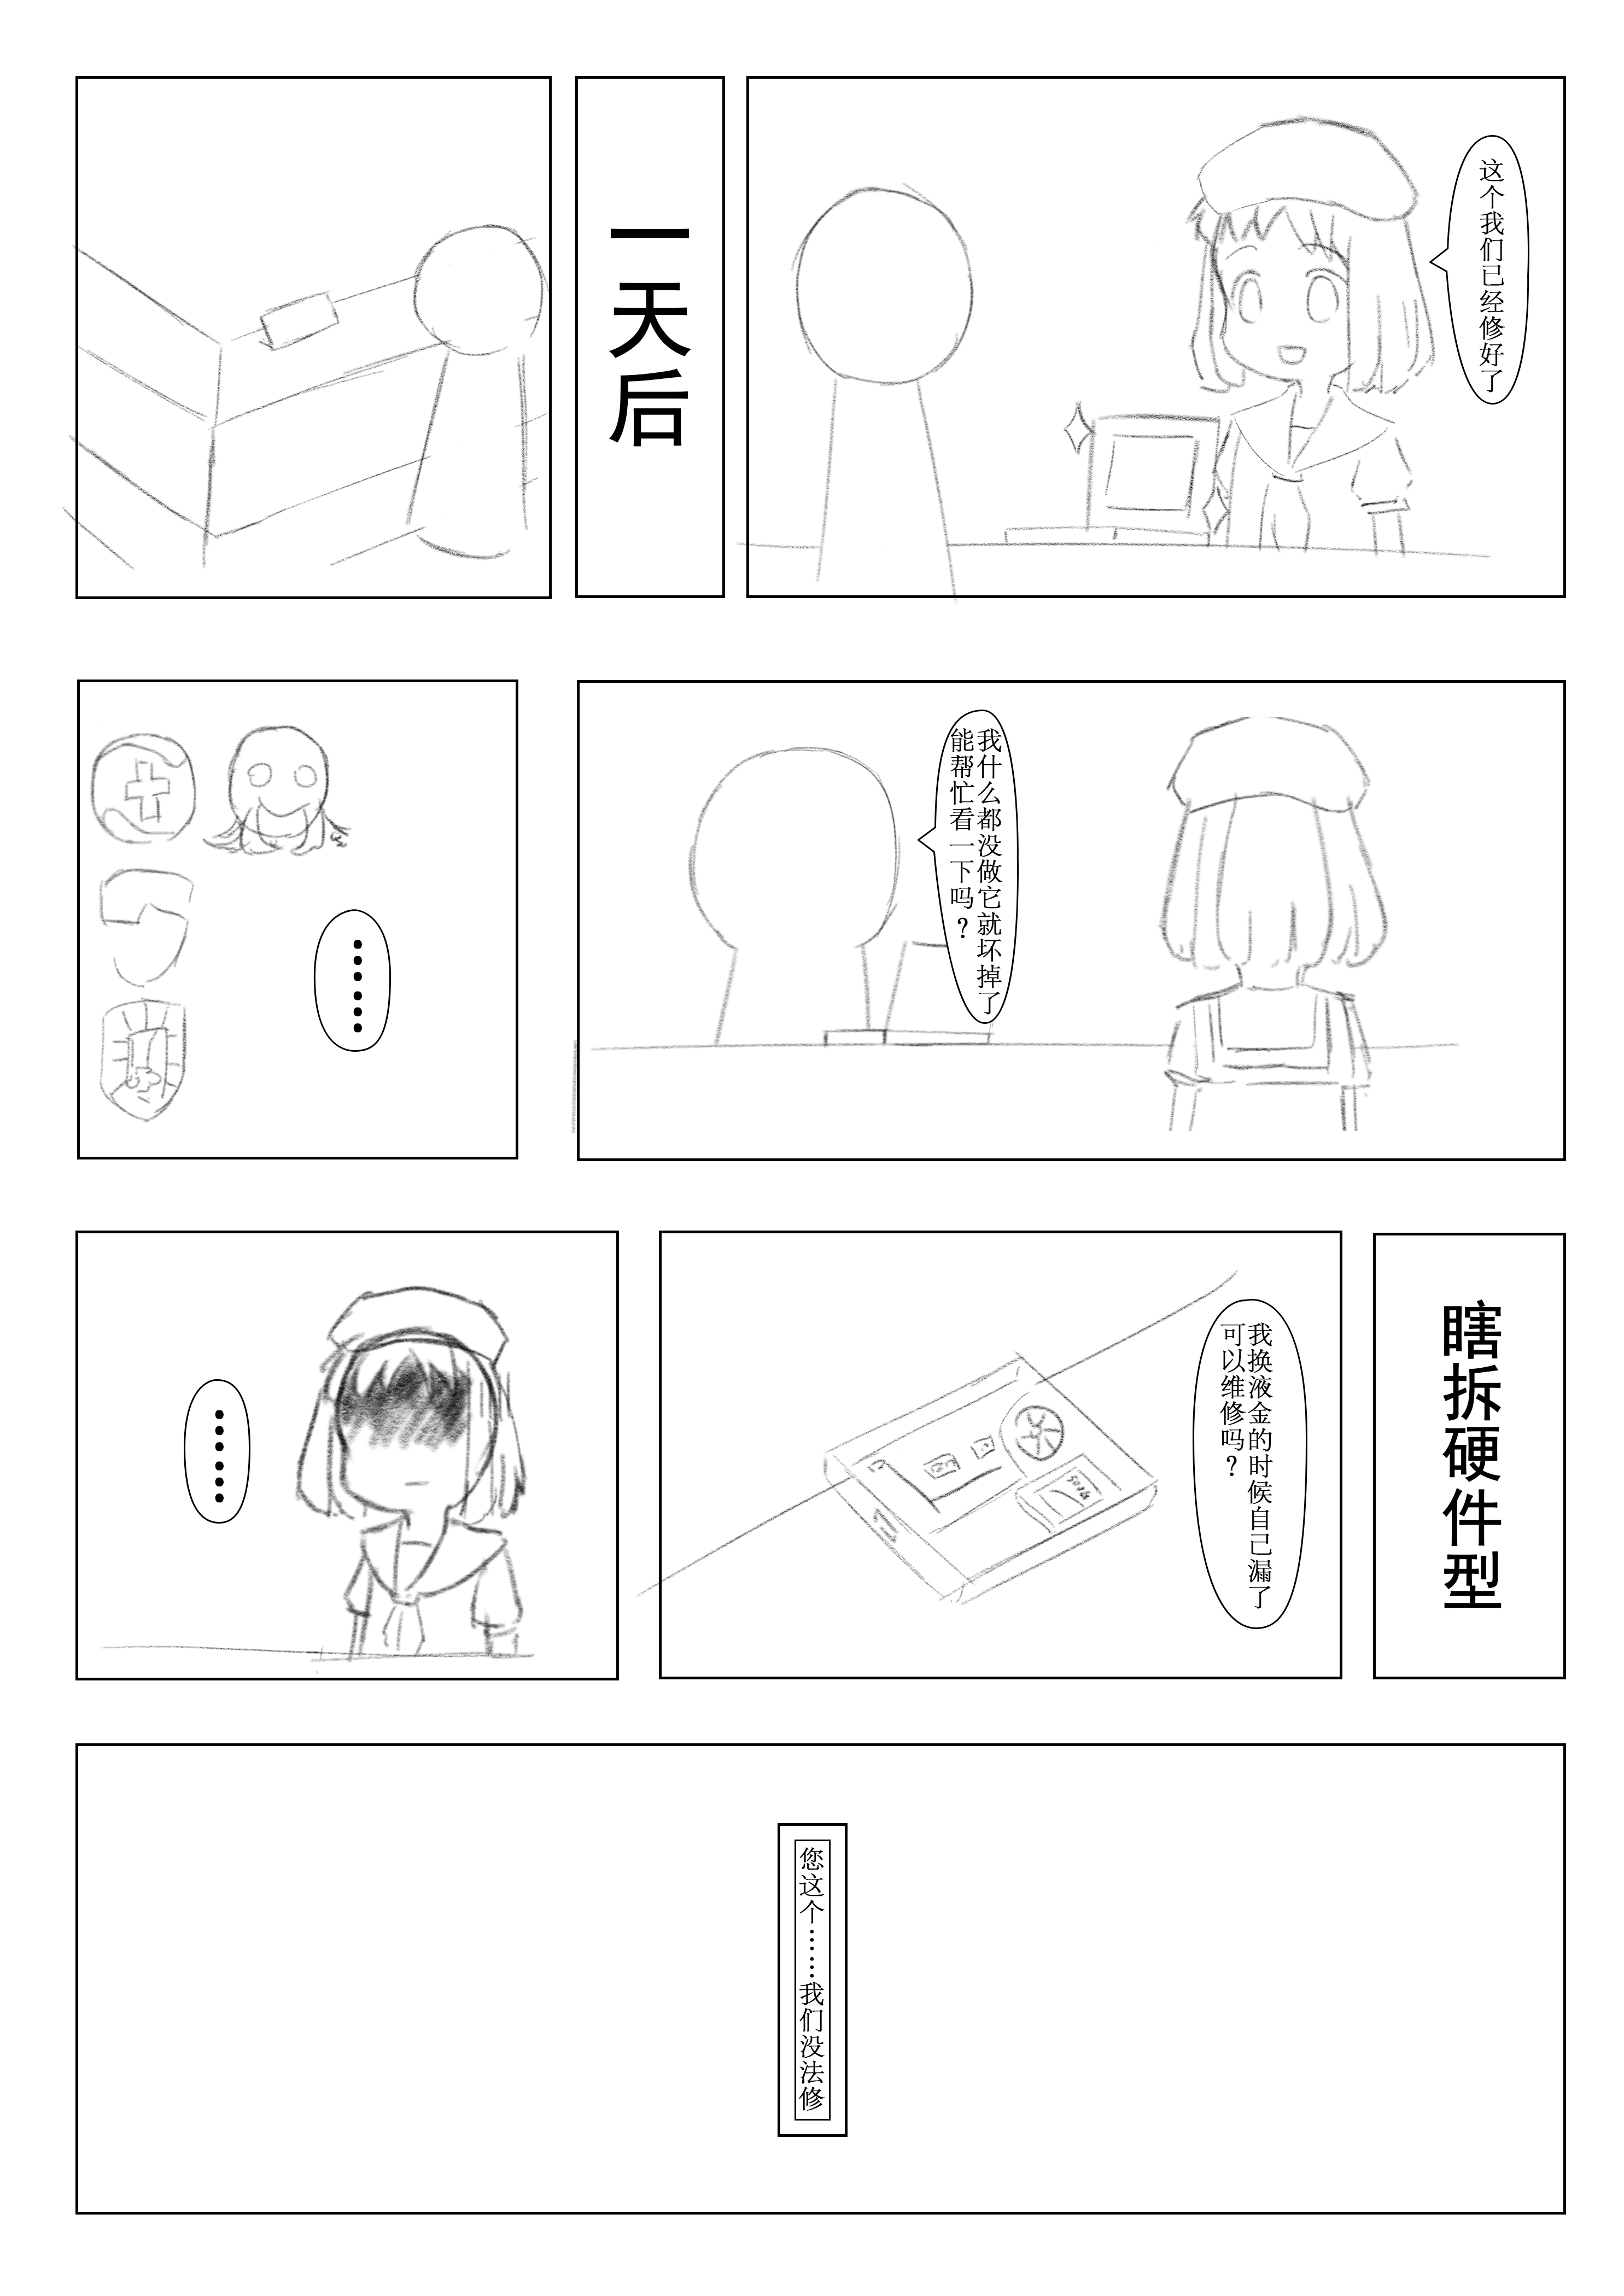 这个我们已经修好了
一天后
我什么都没做它就坏掉了
能帮忙看一下吗？
……
瞎拆硬件型
我换液金的时候自己漏了
可以维修吗？
……
您这个……我们没法修